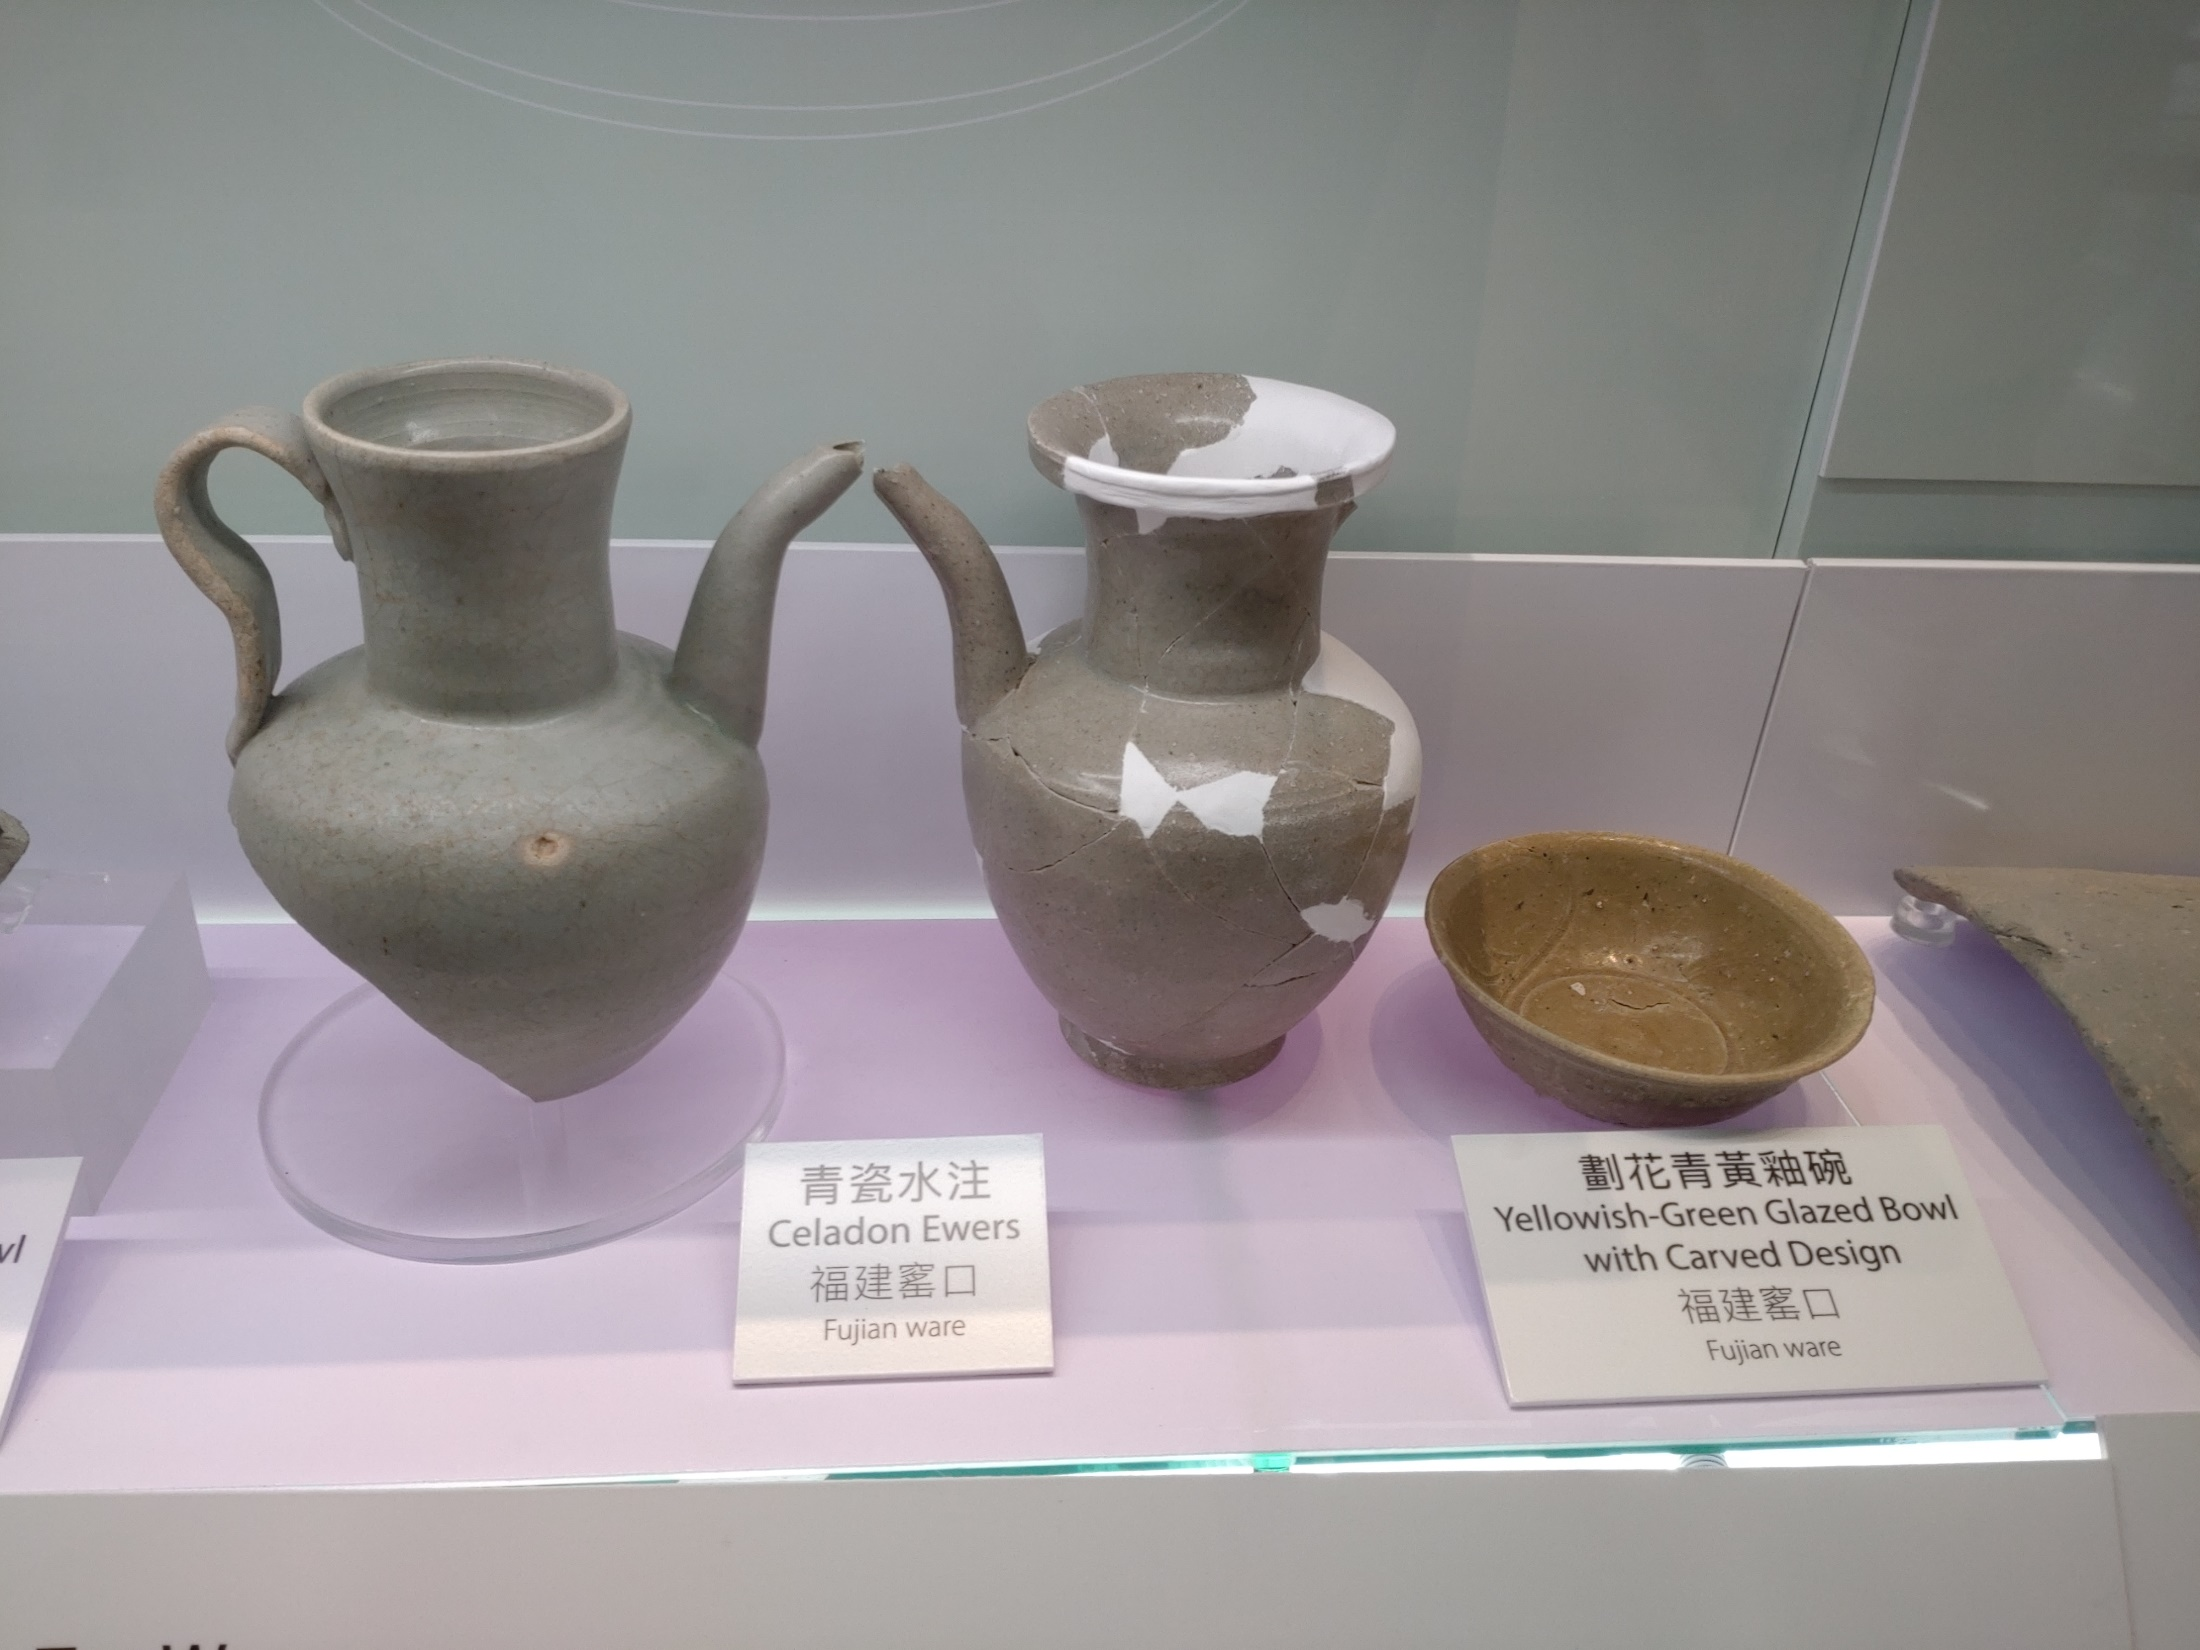 青瓷水注
Celadon Ewers
福建窰口
Fujian ware
劃花青黃釉碗
Yellowish-Green Glazed Bowl
with Carved Design
福建窰口
Fujian ware